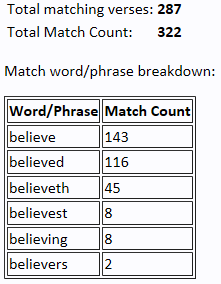 Total matching verses: 287
Total Match Count: 322
Match word/phrase breakdown:
Word/Phrase Match Count
believe 143
believed 116
believeth 45
believest 8
believing 8
believers 2